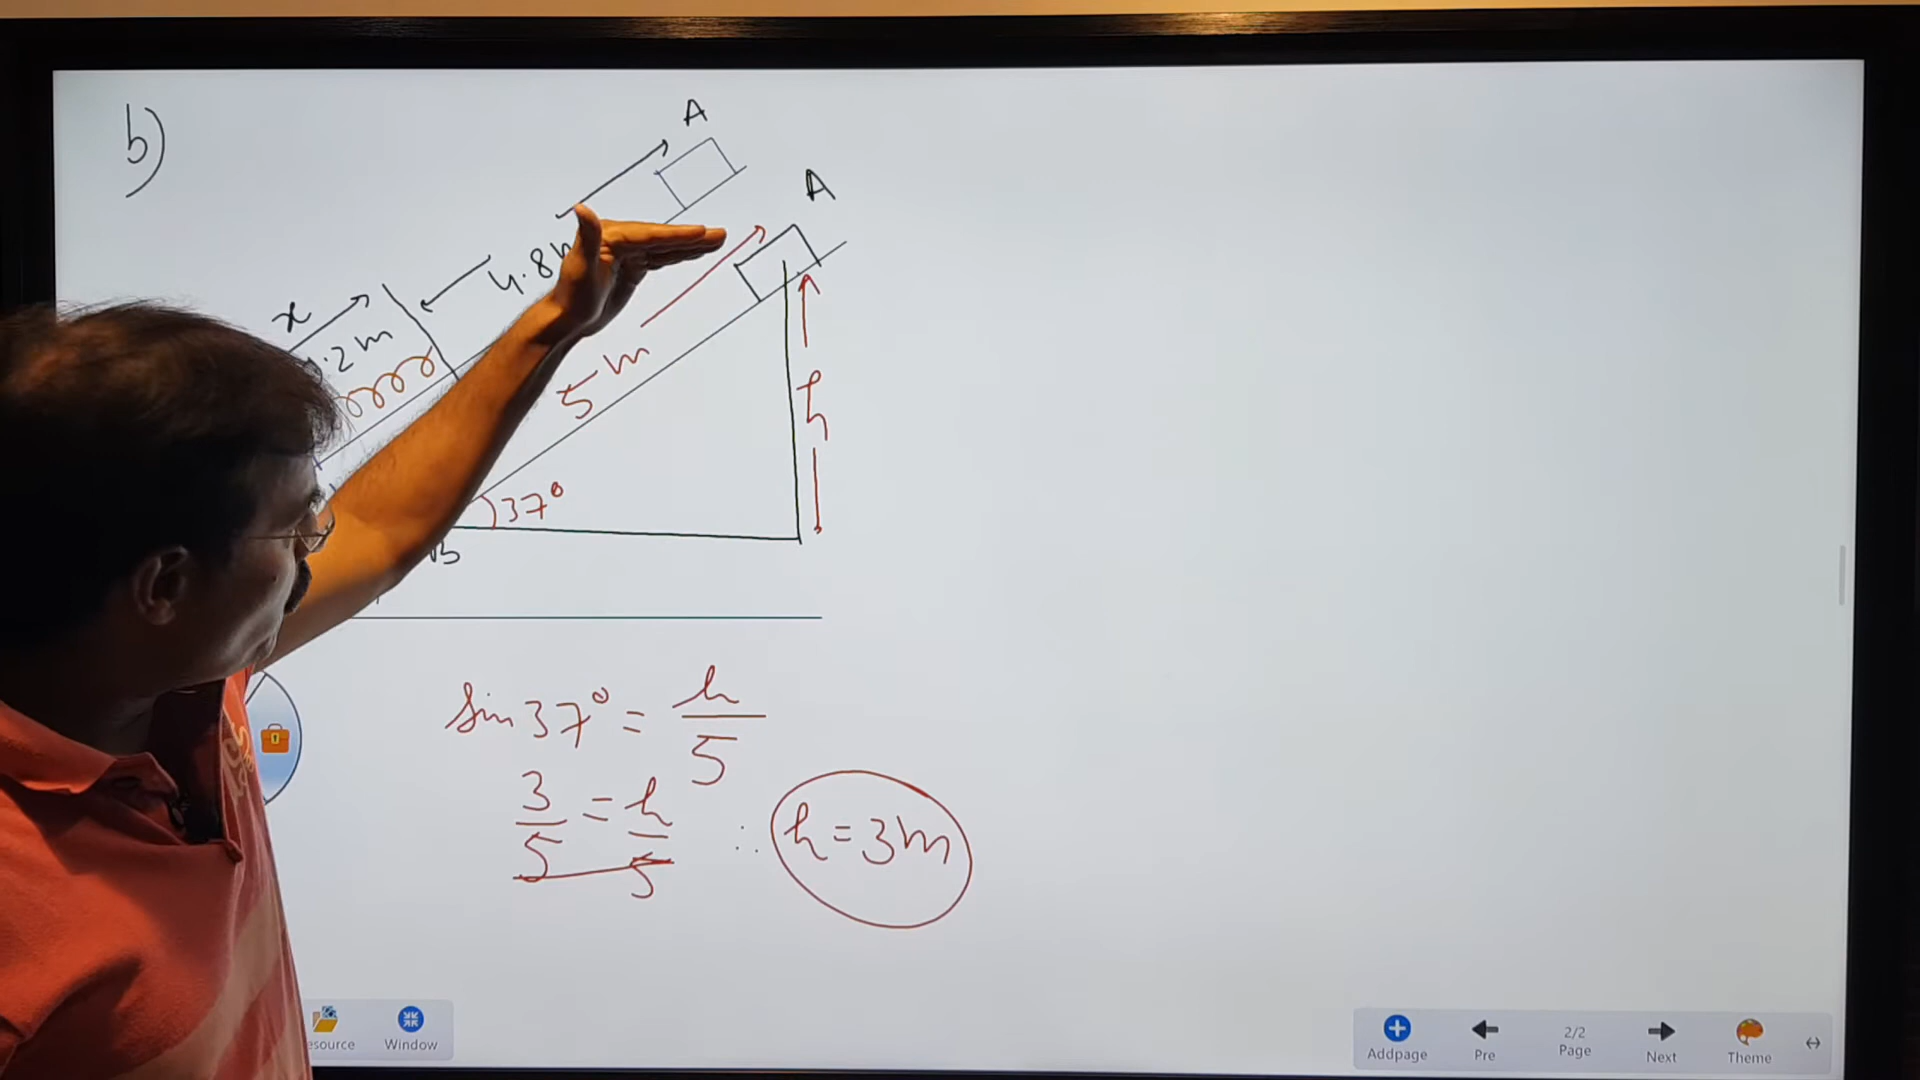 b)
A
A
x
.2 m
4.8
5 m
h
37°
B
sin 37° = h/5
3/5 = h/5
∴ h = 3m
esource
Window
Addpage
Pre
2/2
Page
Next
Theme